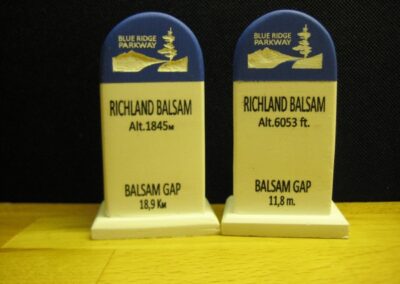 BLUE RIDGE
PARKWAY
RICHLAND BALSAM
Alt.1845M
BALSAM GAP
18,9 KM
BLUE RIDGE
PARKWAY
RICHLAND BALSAM
Alt.6053 ft.
BALSAM GAP
11,8 m.